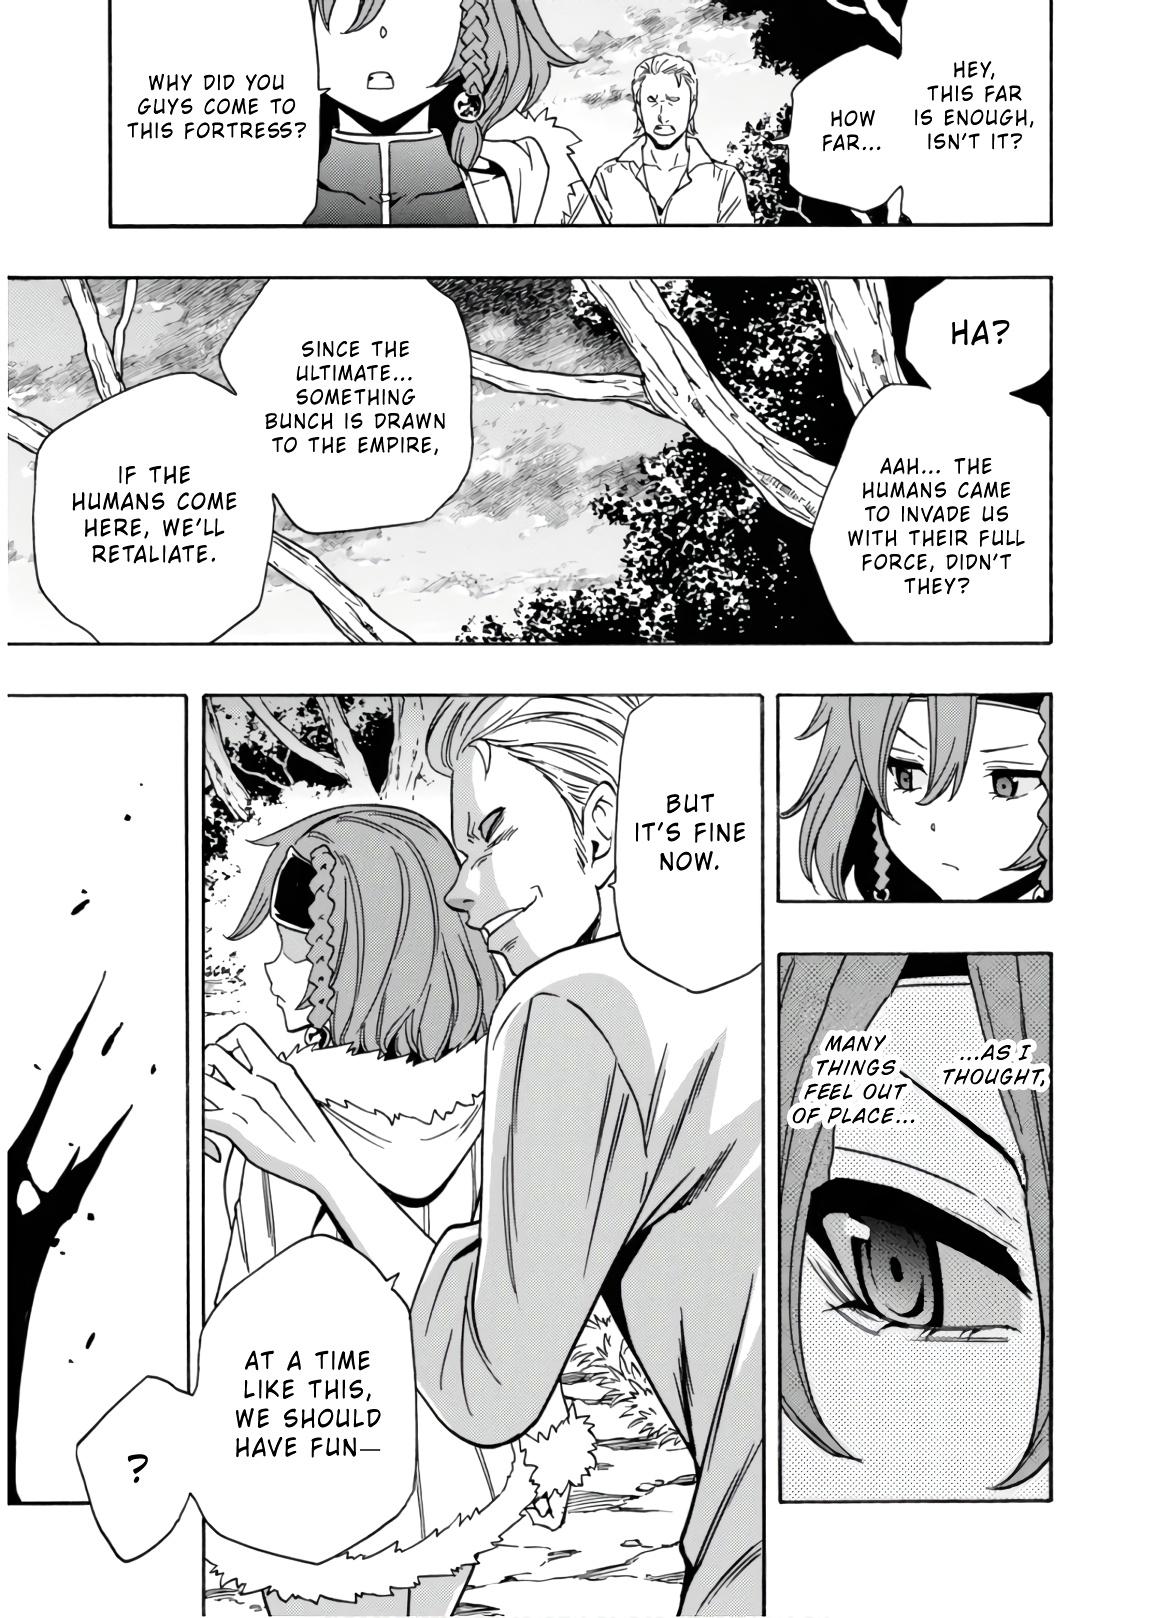 HEY,
THIS FAR
IS ENOUGH,
ISN'T IT?
HOW
FAR...
WHY DID YOU
GUYS COME TO
THIS FORTRESS?
HA?
AAH... THE
HUMANS CAME
TO INVADE US
WITH THEIR FULL
FORCE, DIDN'T
THEY?
SINCE THE
ULTIMATE...
SOMETHING
BUNCH IS DRAWN
TO THE EMPIRE,
IF THE
HUMANS COME
HERE, WE'LL
RETALIATE.
...AS I
THOUGHT,
MANY
THINGS
FEEL OUT
OF PLACE...
BUT
IT'S FINE
NOW.
AT A TIME
LIKE THIS,
WE SHOULD
HAVE FUN—
?